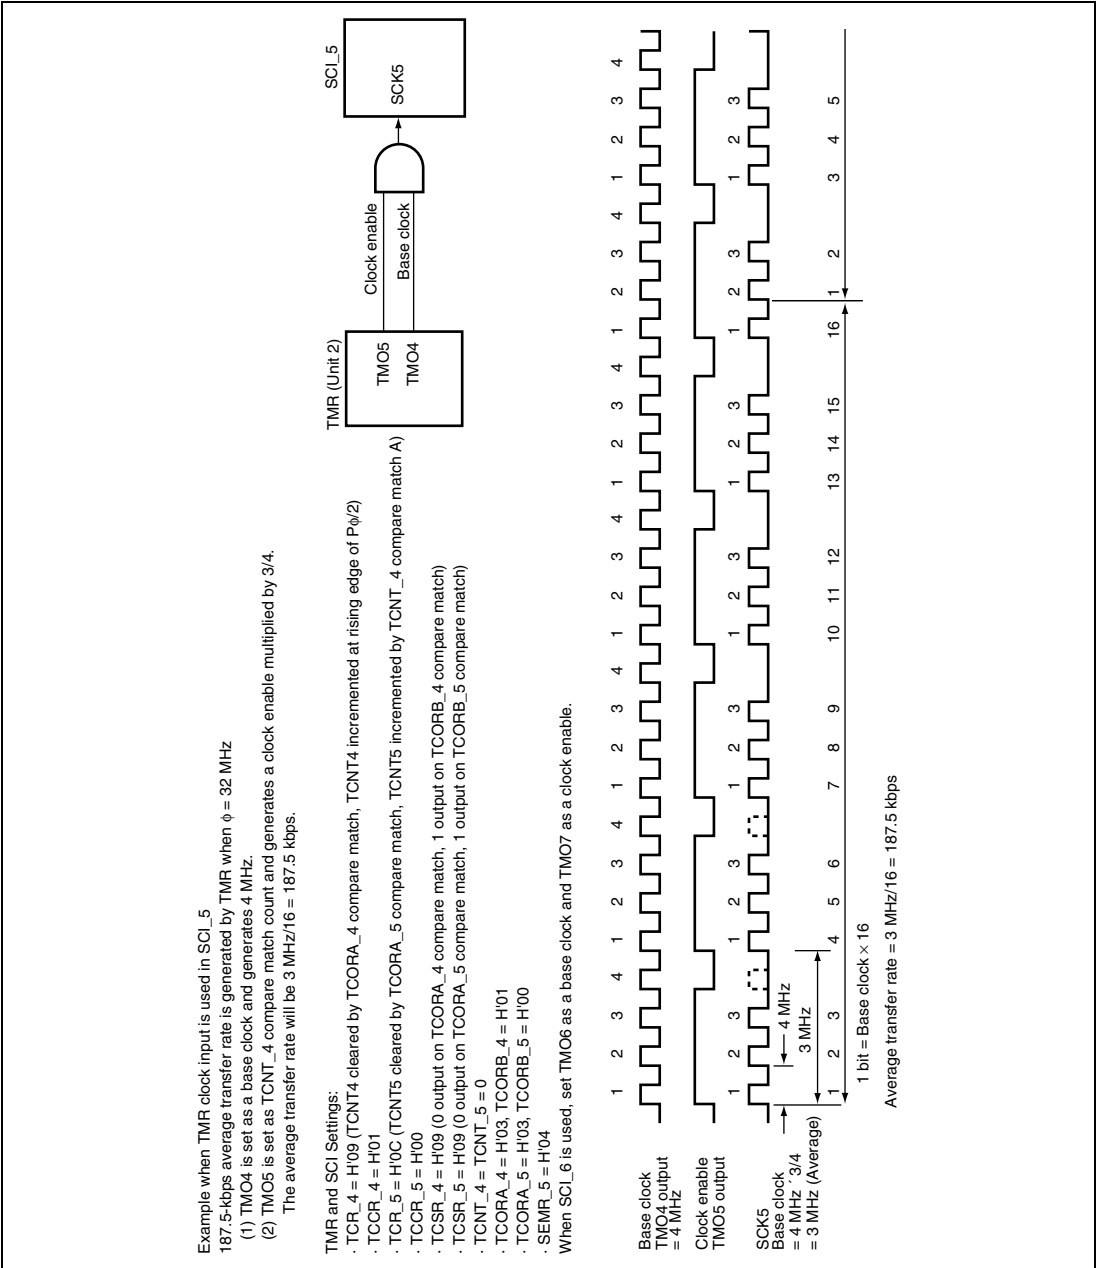 Example when TMR clock input is used in SCI_5
187.5-kbps average transfer rate is generated by TMR when φ = 32 MHz
(1) TMO4 is set as a base clock and generates 4 MHz.
(2) TMO5 is set as TCNT_4 compare match count and generates a clock enable multiplied by 3/4.
The average transfer rate will be 3 MHz/16 = 187.5 kbps.
TMR and SCI Settings:
· TCR_4 = H'09 (TCNT4 cleared by TCORA_4 compare match, TCNT4 incremented at rising edge of Pφ/2)
· TCCR_4 = H'01
· TCR_5 = H'0C (TCNT5 cleared by TCORA_5 compare match, TCNT5 incremented by TCNT_4 compare match A)
· TCCR_5 = H'00
· TCSR_4 = H'09 (0 output on TCORA_4 compare match, 1 output on TCORB_4 compare match)
· TCSR_5 = H'09 (0 output on TCORA_5 compare match, 1 output on TCORB_5 compare match)
· TCNT_4 = TCNT_5 = 0
· TCORA_4 = H'03, TCORB_4 = H'01
· TCORA_5 = H'03, TCORB_5 = H'00
· SEMR_5 = H'04
When SCI_6 is used, set TMO6 as a base clock and TMO7 as a clock enable.
TMR (Unit 2)
TMO5
TMO4
Clock enable
Base clock
SCI_5
SCK5
Base clock
TMO4 output
= 4 MHz
1 2 3 4 1 2 3 4 1 2 3 4 1 2 3 4 1 2 3 4 1 2 3 4 1 2 3 4
Clock enable
TMO5 output
SCK5
Base clock
= 4 MHz ´ 3/4
= 3 MHz (Average)
1 2 3 1 2 3 1 2 3 1 2 3 1 2 3 1 2 3 1 2 3
4 MHz
3 MHz
1 2 3 4 5 6 7 8 9 10 11 12 13 14 15 16 1 2 3 4 5
1 bit = Base clock × 16
Average transfer rate = 3 MHz/16 = 187.5 kbps